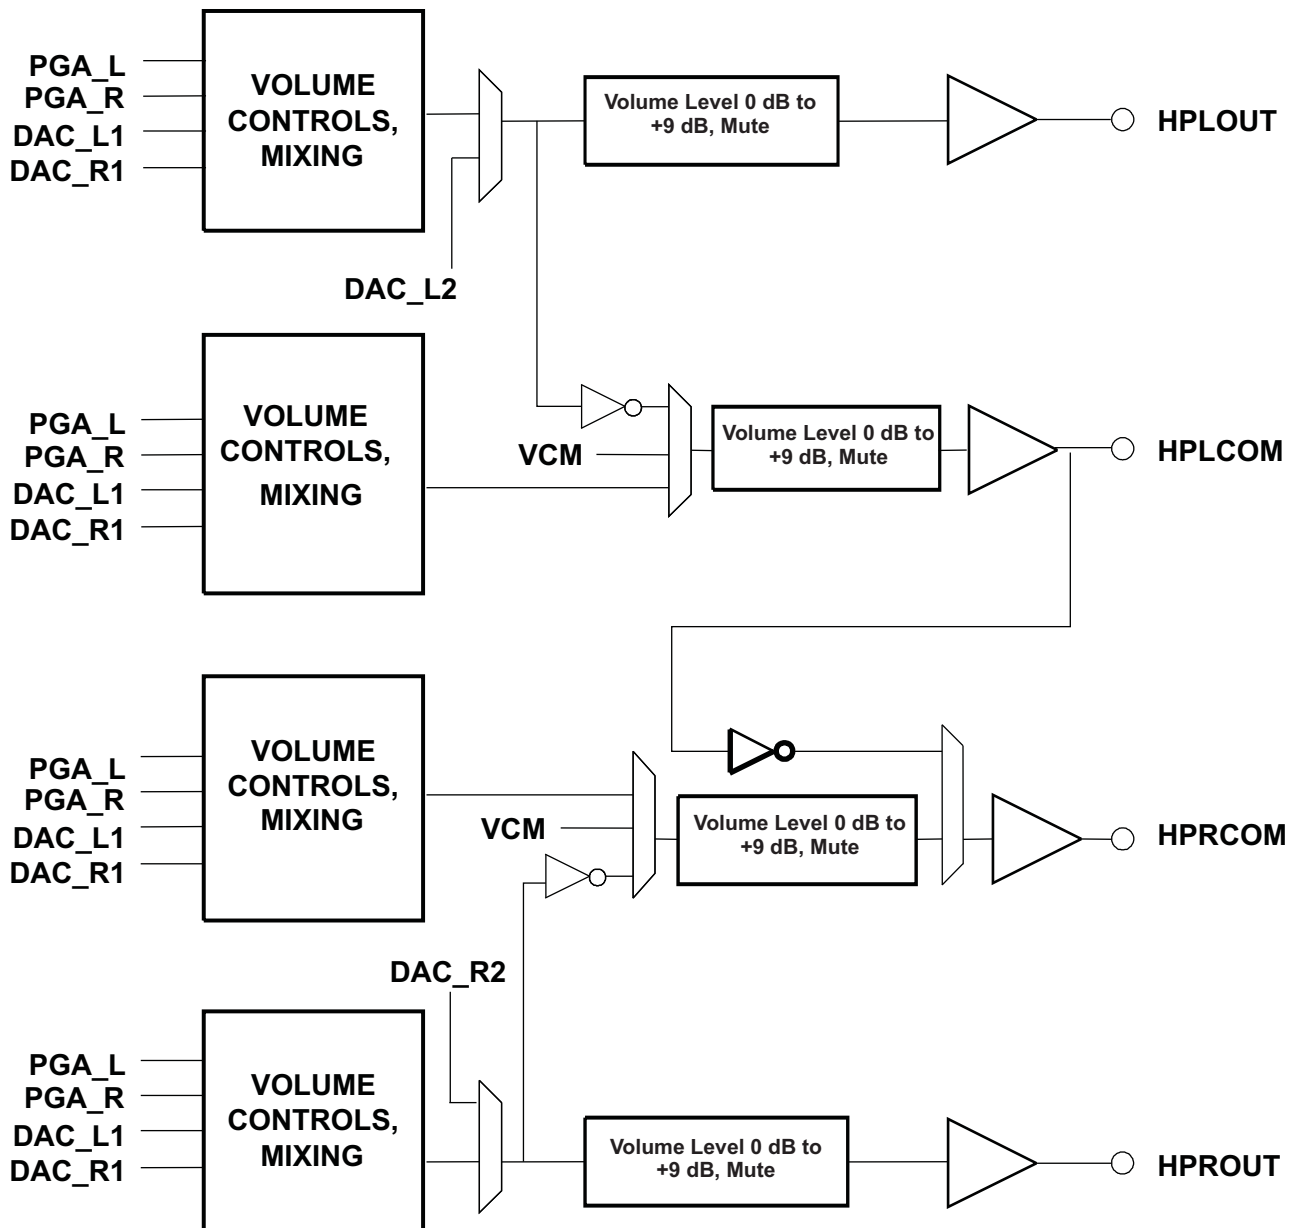 PGA_L
PGA_R
DAC_L1
DAC_R1
VOLUME
CONTROLS,
MIXING
DAC_L2
Volume Level 0 dB to
+9 dB, Mute
HPLOUT
PGA_L
PGA_R
DAC_L1
DAC_R1
VOLUME
CONTROLS,
MIXING
VCM
Volume Level 0 dB to
+9 dB, Mute
HPLCOM
PGA_L
PGA_R
DAC_L1
DAC_R1
VOLUME
CONTROLS,
MIXING
VCM
Volume Level 0 dB to
+9 dB, Mute
HPRCOM
DAC_R2
PGA_L
PGA_R
DAC_L1
DAC_R1
VOLUME
CONTROLS,
MIXING
Volume Level 0 dB to
+9 dB, Mute
HPROUT